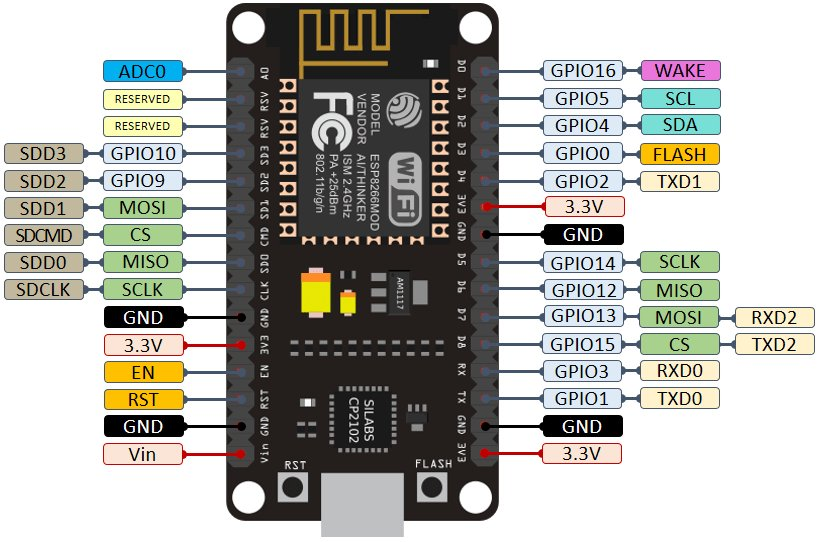 ADC0
RESERVED
RESERVED
SDD3 GPIO10
SDD2 GPIO9
SDD1 MOSI
SDCMD CS
SDD0 MISO
SDCLK SCLK
GND
3.3V
EN
RST
GND
Vin
A0
RSV
RSV
SD3
SD2
SD1
CMD
SD0
CLK
GND
3V3
EN
RST
GND
Vin
MODEL ESP8266MOD
VENDOR AI/THINKER
ISM 2.4GHz
PA +25dBm
802.11b/g/n
FC
WiFi
AM1117
SILABS
CP2102
RST
FLASH
D0
D1
D2
D3
D4
3V3
GND
D5
D6
D7
D8
RX
TX
GND
3V3
GPIO16 WAKE
GPIO5 SCL
GPIO4 SDA
GPIO0 FLASH
GPIO2 TXD1
3.3V
GND
GPIO14 SCLK
GPIO12 MISO
GPIO13 MOSI RXD2
GPIO15 CS TXD2
GPIO3 RXD0
GPIO1 TXD0
GND
3.3V